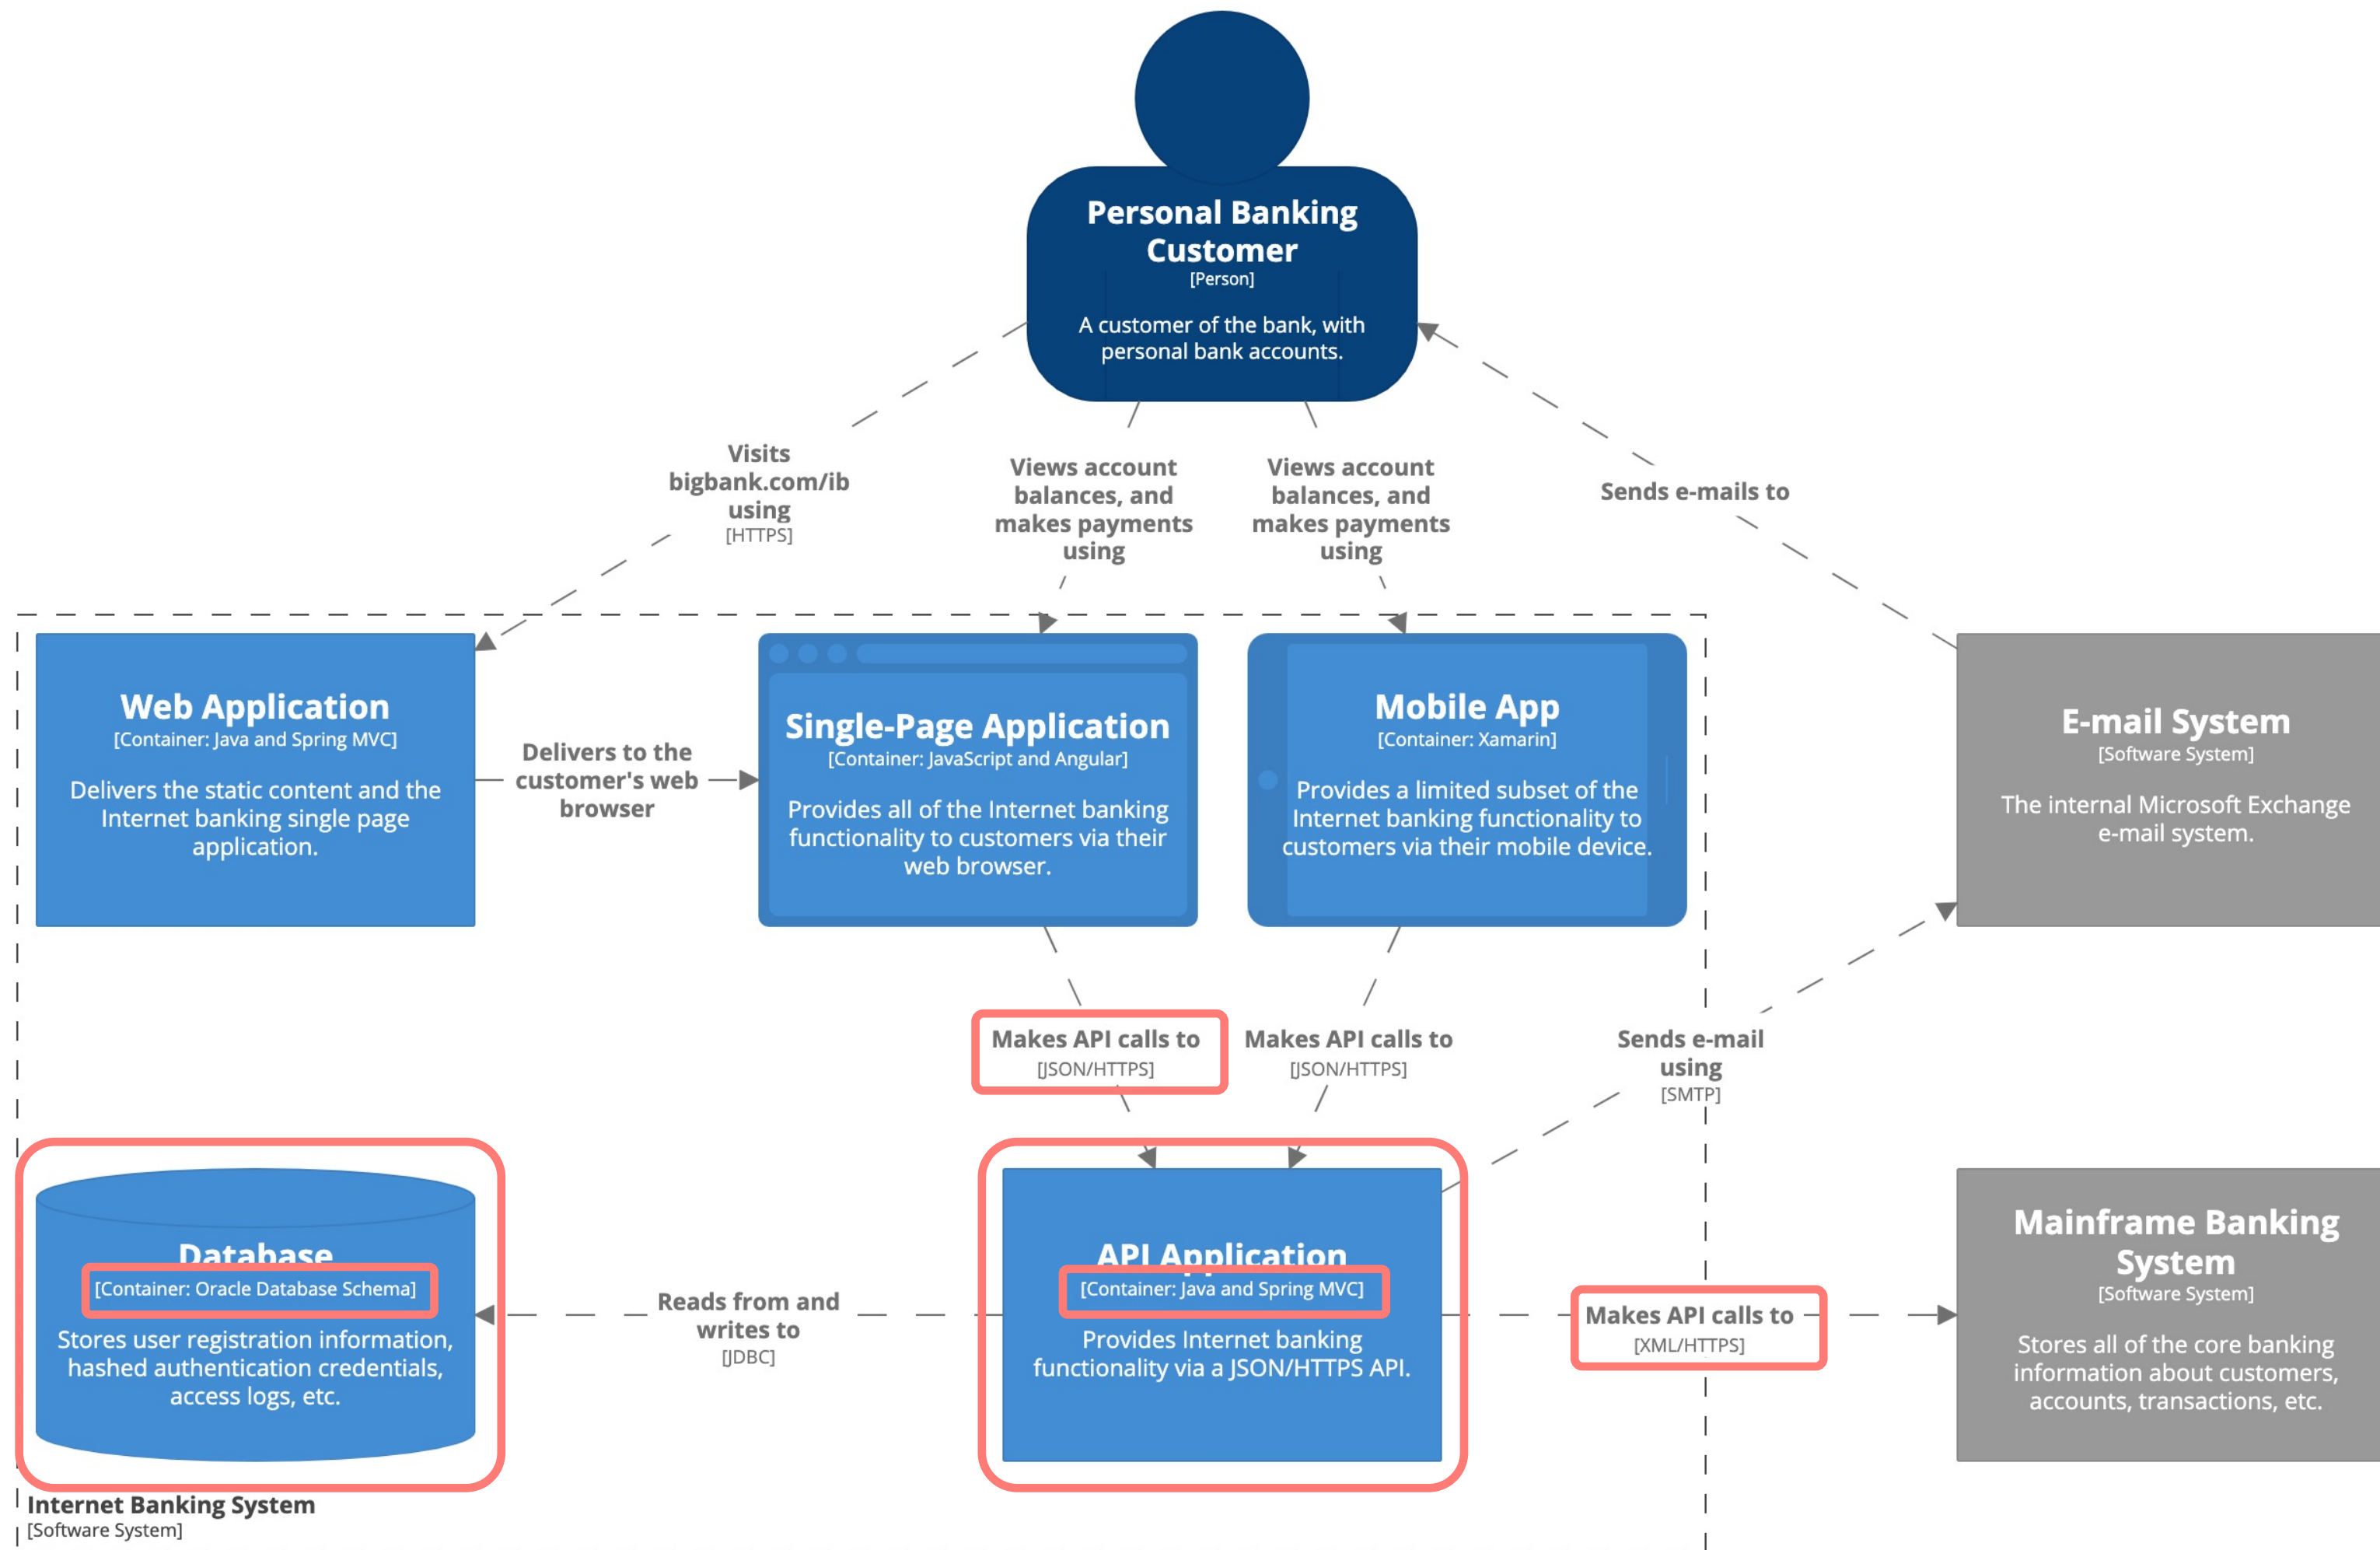 Personal Banking
Customer
[Person]
A customer of the bank, with
personal bank accounts.
Visits
bigbank.com/ib
using
[HTTPS]
Views account
balances, and
makes payments
using
Views account
balances, and
makes payments
using
Sends e-mails to
Web Application
[Container: Java and Spring MVC]
Delivers the static content and the
Internet banking single page
application.
Delivers to the
customer's web
browser
Single-Page Application
[Container: JavaScript and Angular]
Provides all of the Internet banking
functionality to customers via their
web browser.
Mobile App
[Container: Xamarin]
Provides a limited subset of the
Internet banking functionality to
customers via their mobile device.
E-mail System
[Software System]
The internal Microsoft Exchange
e-mail system.
Makes API calls to
[JSON/HTTPS]
Makes API calls to
[JSON/HTTPS]
Sends e-mail
using
[SMTP]
Database
[Container: Oracle Database Schema]
Stores user registration information,
hashed authentication credentials,
access logs, etc.
Reads from and
writes to
[JDBC]
API Application
[Container: Java and Spring MVC]
Provides Internet banking
functionality via a JSON/HTTPS API.
Makes API calls to
[XML/HTTPS]
Mainframe Banking
System
[Software System]
Stores all of the core banking
information about customers,
accounts, transactions, etc.
Internet Banking System
[Software System]